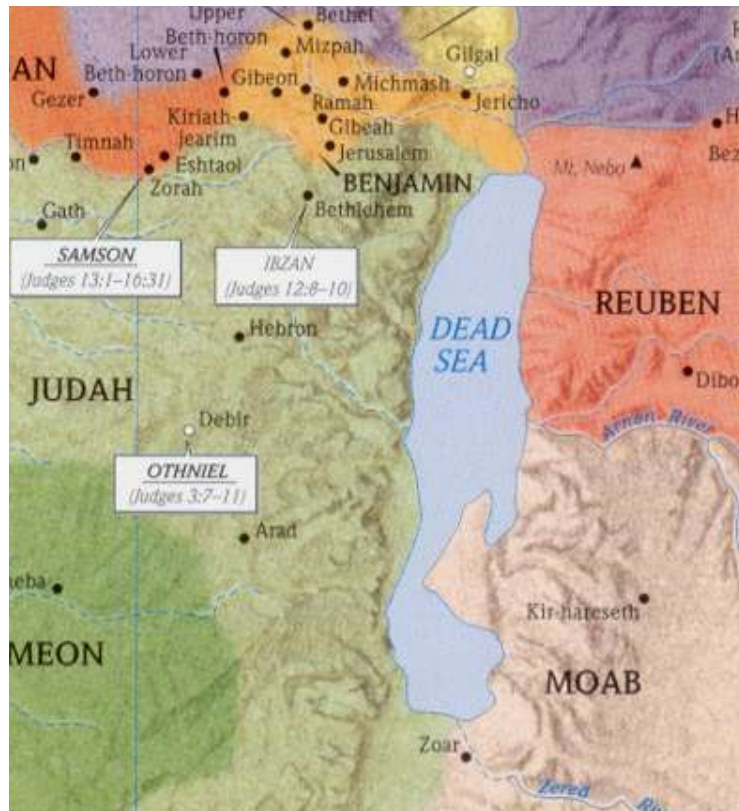 Upper
Beth-horon
Bethel
Mizpah
Lower
Beth-horon
Gilgal
AN
Gezer
Gibeon
Michmash
Ramah
Jericho
Kiriath-
Jearim
Gibeah
Timnah
Eshtaol
Jerusalem
Zorah
BENJAMIN
Mt. Nebo
Bez
Gath
Bethlehem
SAMSON
(Judges 13:1–16:31)
IBZAN
(Judges 12:8–10)
REUBEN
Hebron
DEAD
SEA
JUDAH
Dibo
Debir
Arnon River
OTHNIEL
(Judges 3:7–11)
Arad
eba
Kir-hareseth
MEON
MOAB
Zoar
Zered